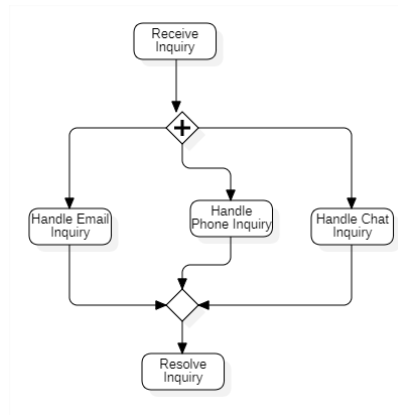 Receive
Inquiry
Handle Email
Inquiry
Handle
Phone Inquiry
Handle Chat
Inquiry
Resolve
Inquiry